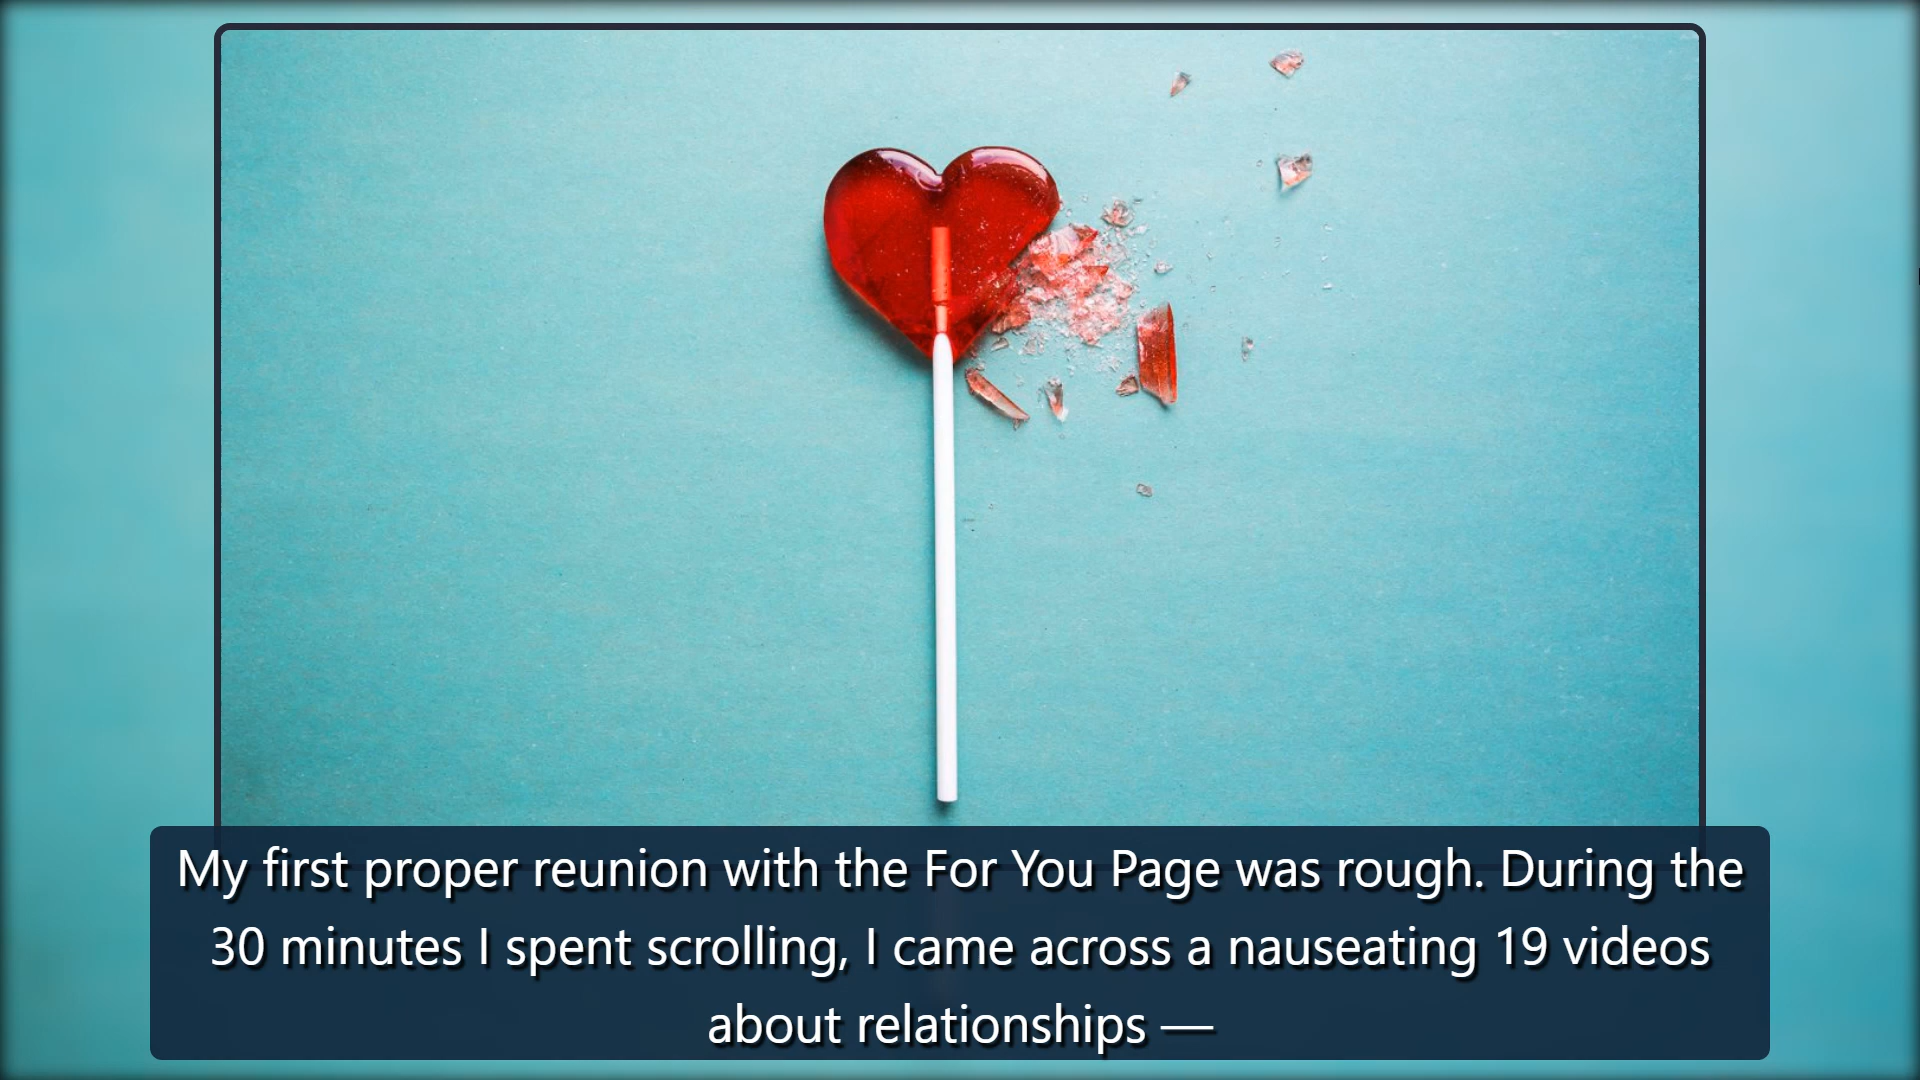 My first proper reunion with the For You Page was rough. During the
30 minutes I spent scrolling, I came across a nauseating 19 videos
about relationships —